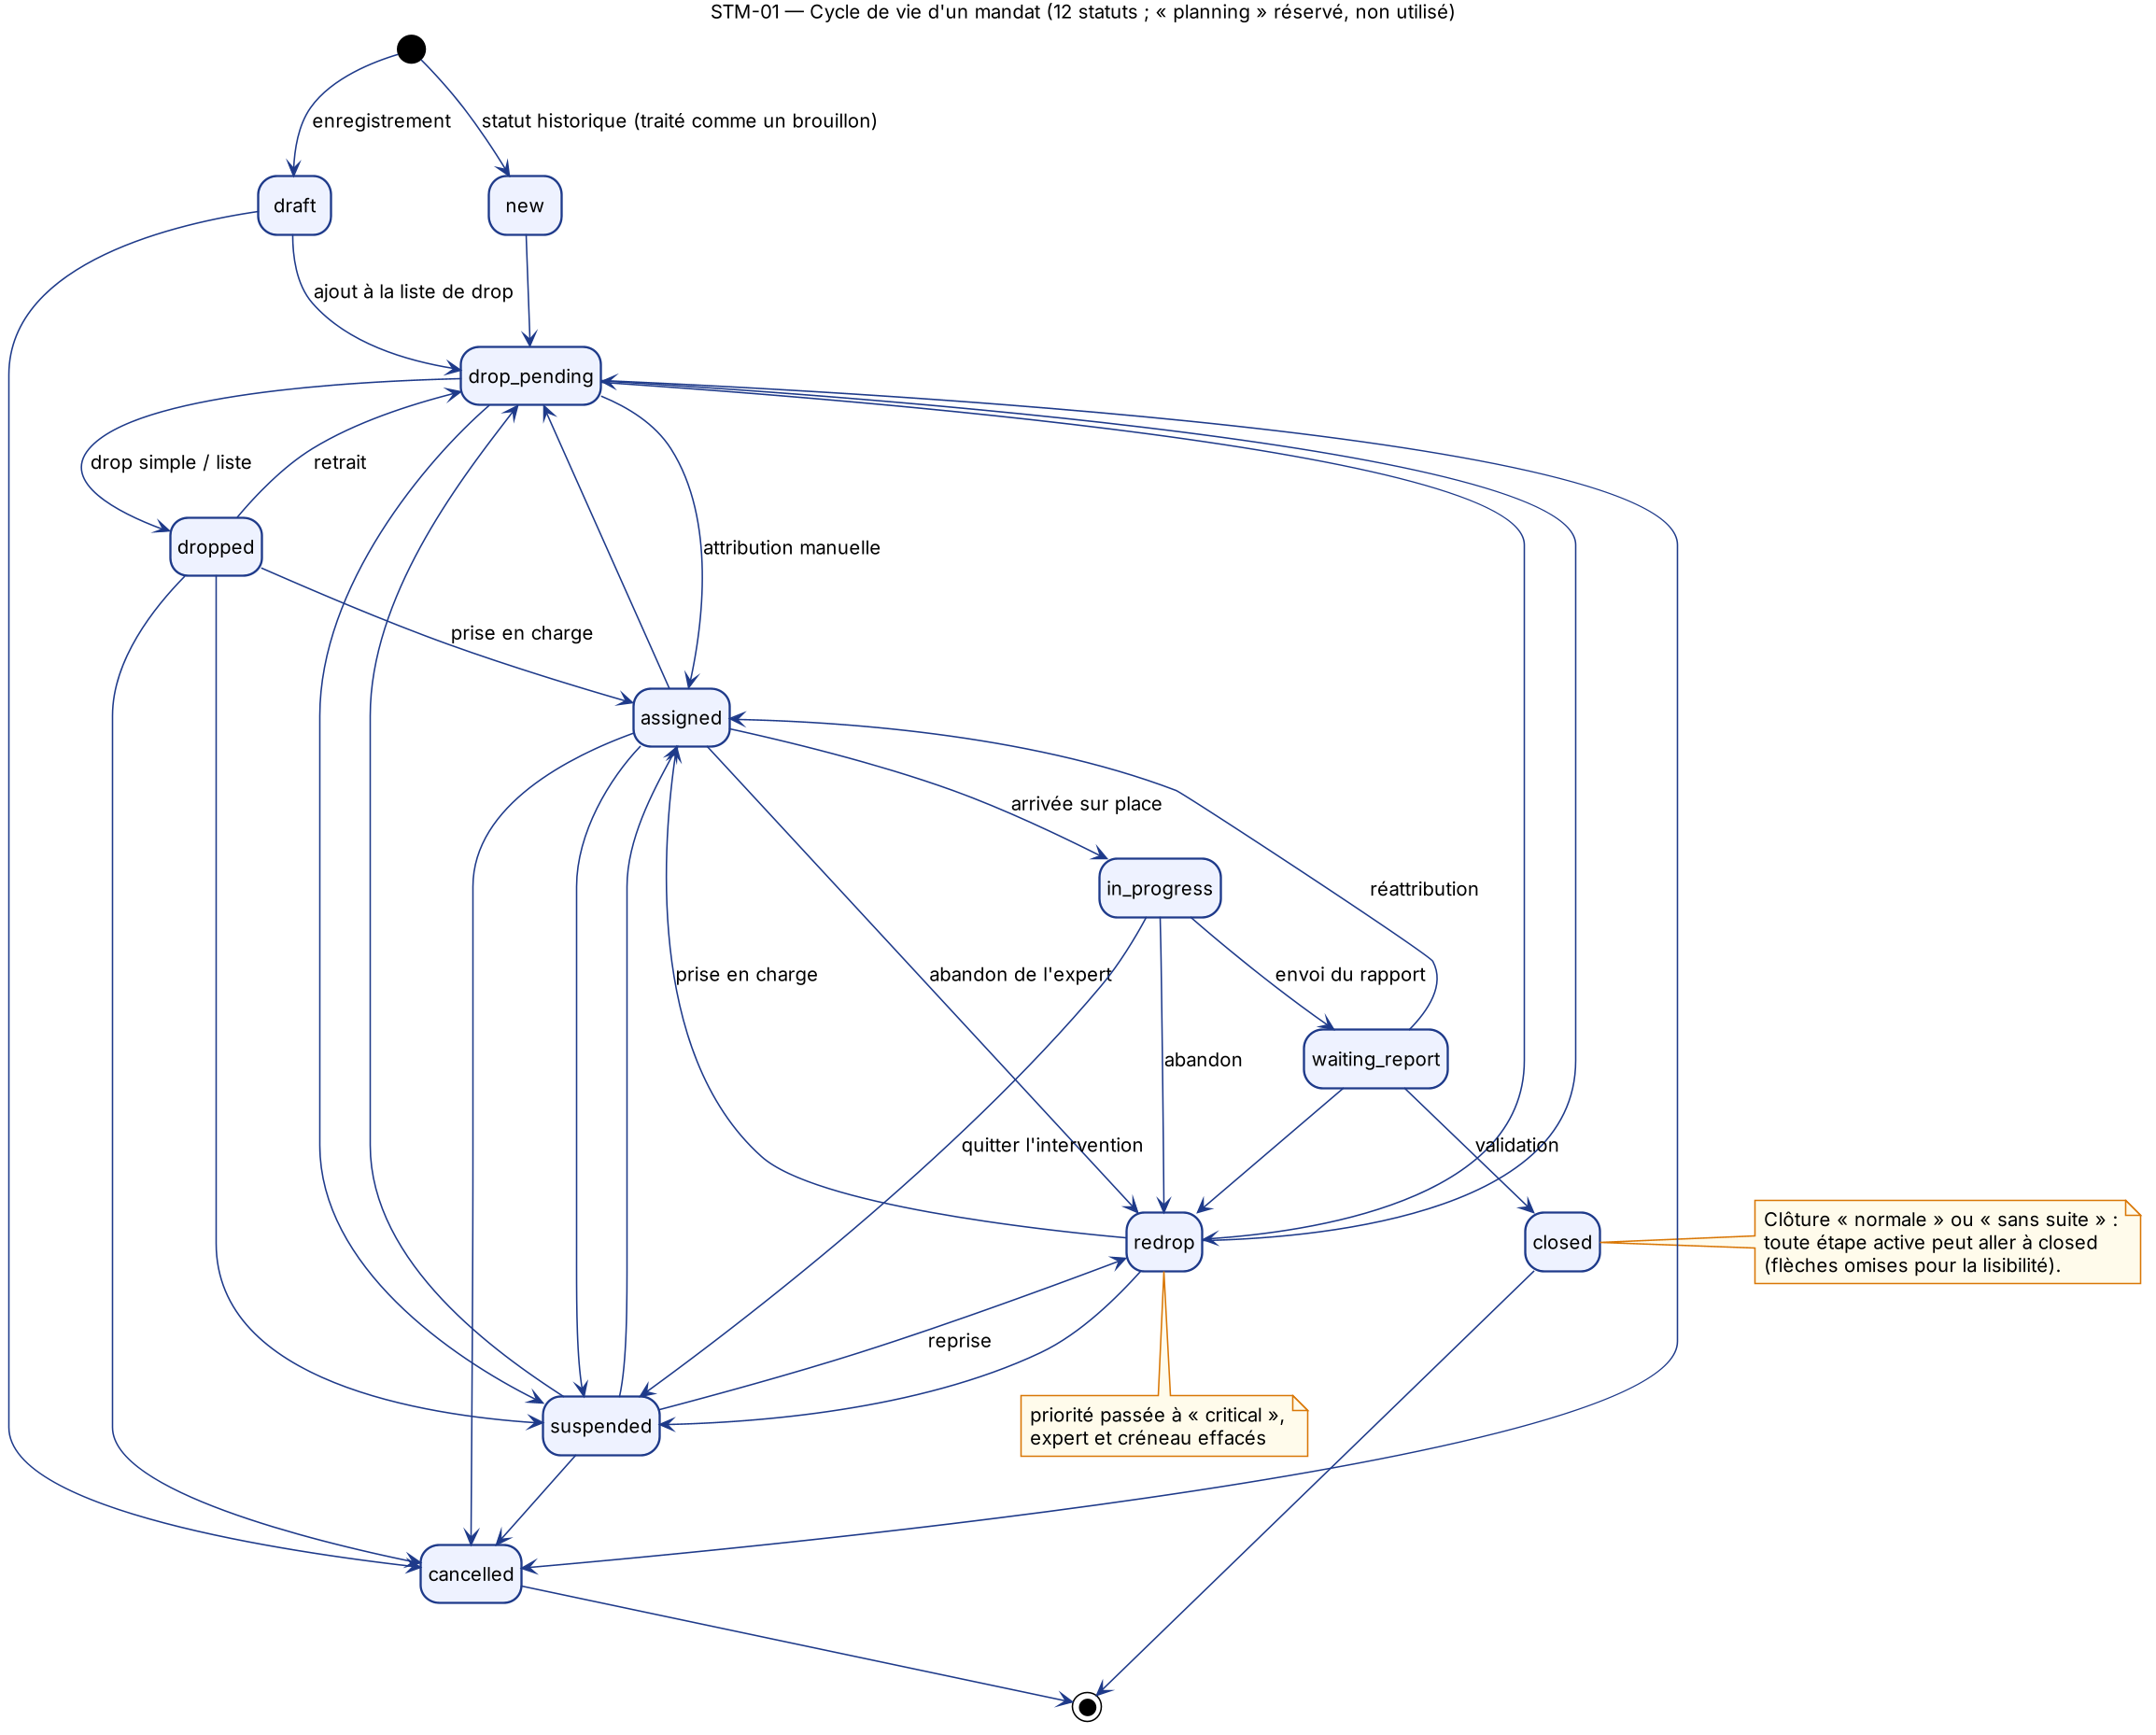 STM-01 — Cycle de vie d'un mandat (12 statuts ; « planning » réservé, non utilisé)
enregistrement
statut historique (traité comme un brouillon)
draft
new
ajout à la liste de drop
drop_pending
drop simple / liste
retrait
dropped
attribution manuelle
prise en charge
assigned
arrivée sur place
in_progress
réattribution
prise en charge
abandon de l'expert
envoi du rapport
abandon
waiting_report
quitter l'intervention
validation
redrop
closed
Clôture « normale » ou « sans suite » :
toute étape active peut aller à closed
(flèches omises pour la lisibilité).
reprise
suspended
priorité passée à « critical »,
expert et créneau effacés
cancelled